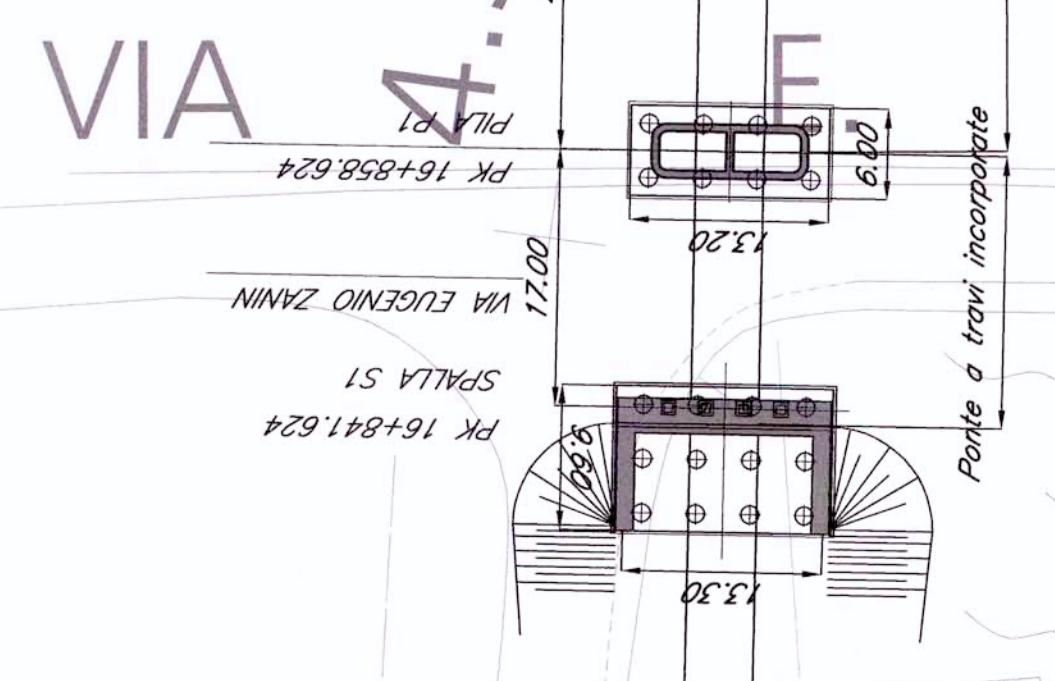 VIA
4.
F.
PILA P1
PK 16+858.624
6.00
13.20
17.00
VIA EUGENIO ZANIN
SPALLA S1
PK 16+841.624
9.60
13.30
Ponte a travi incorporate